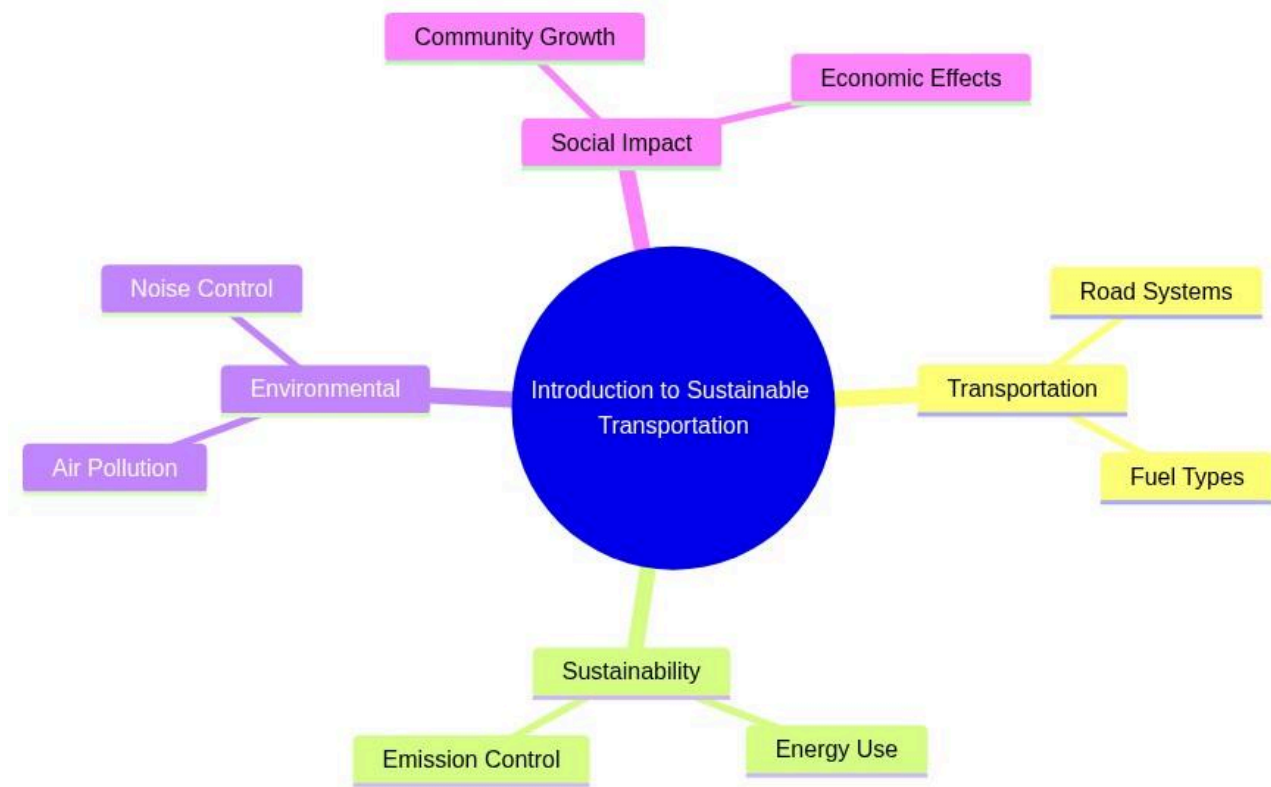 Community Growth
Economic Effects
Social Impact
Noise Control
Road Systems
Environmental
Introduction to Sustainable
Transportation
Transportation
Air Pollution
Fuel Types
Sustainability
Emission Control
Energy Use